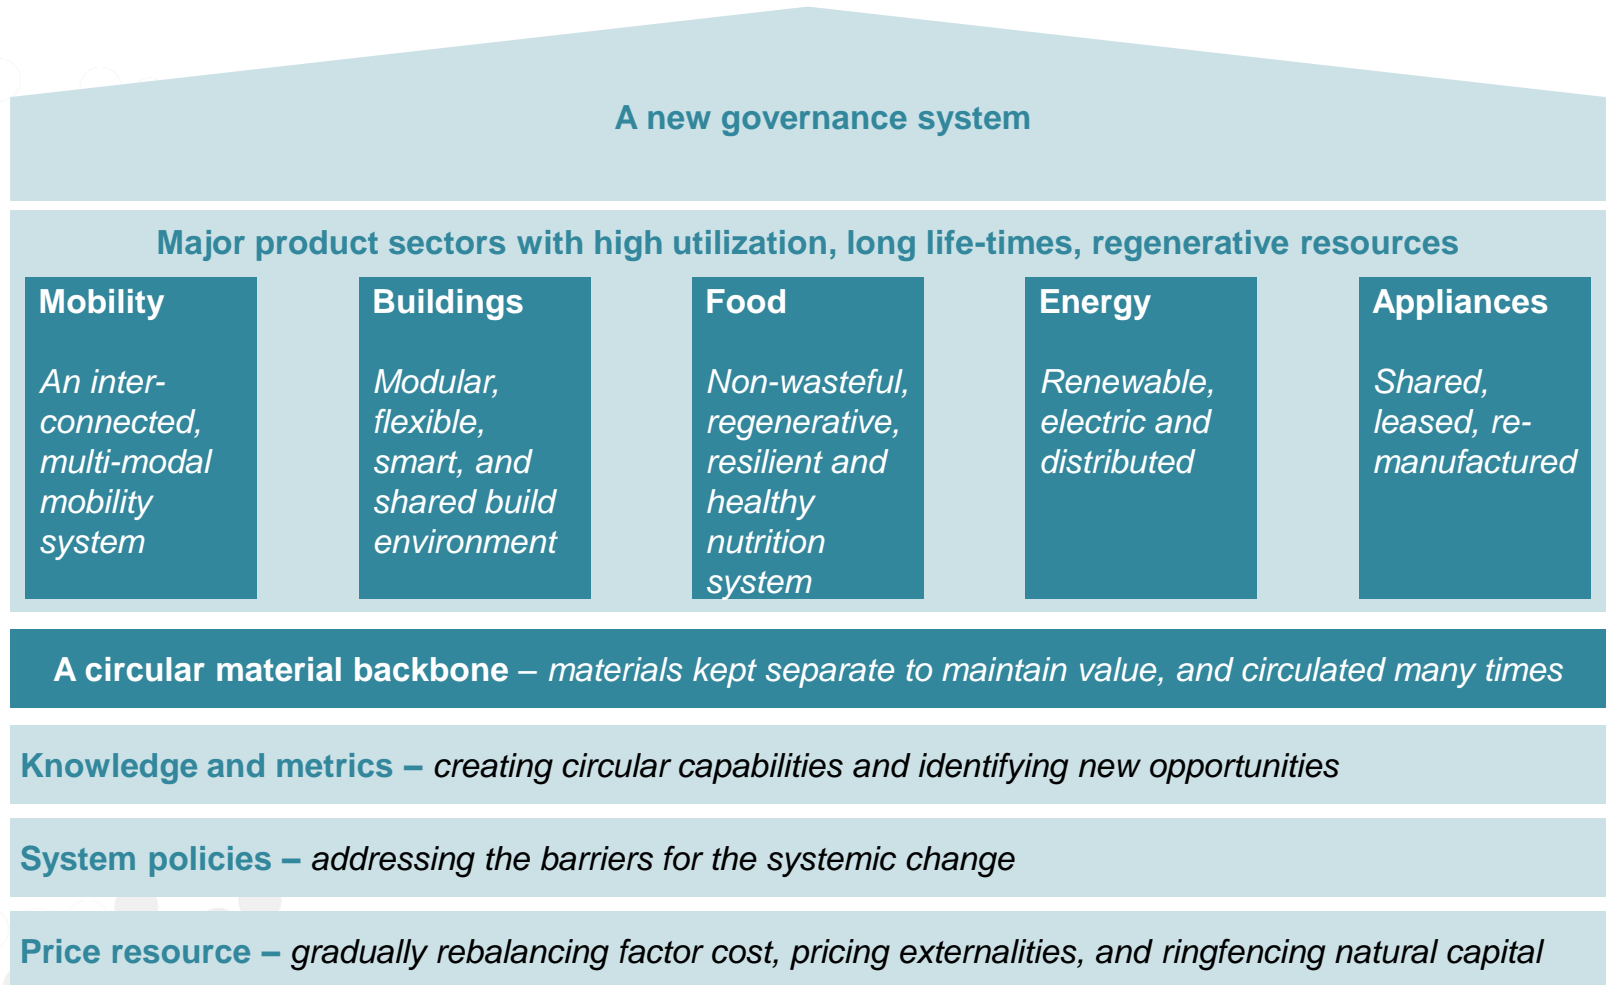 A new governance system
Major product sectors with high utilization, long life-times, regenerative resources
Mobility
An inter-
connected,
multi-modal
mobility
system
Buildings
Modular,
flexible,
smart, and
shared build
environment
Food
Non-wasteful,
regenerative,
resilient and
healthy
nutrition
system
Energy
Renewable,
electric and
distributed
Appliances
Shared,
leased, re-
manufactured
A circular material backbone – materials kept separate to maintain value, and circulated many times
Knowledge and metrics – creating circular capabilities and identifying new opportunities
System policies – addressing the barriers for the systemic change
Price resource – gradually rebalancing factor cost, pricing externalities, and ringfencing natural capital